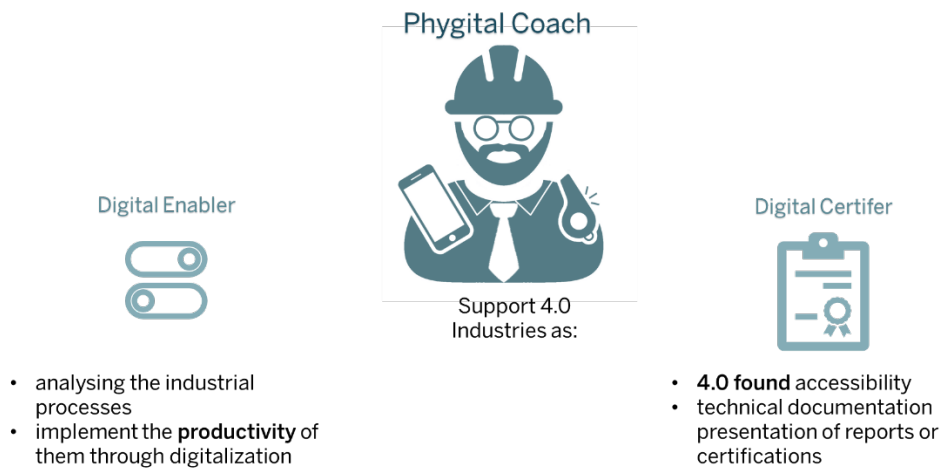 Phygital Coach
Digital Enabler
Digital Certifer
Support 4.0
Industries as:
• analysing the industrial
processes
• implement the productivity of
them through digitalization
• 4.0 found accessibility
• technical documentation
presentation of reports or
certifications